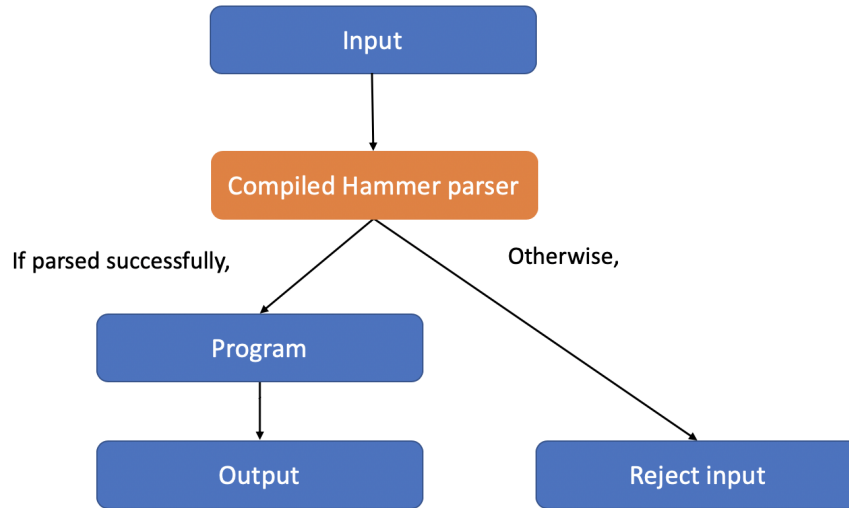 Input
Compiled Hammer parser
If parsed successfully,
Otherwise,
Program
Output
Reject input